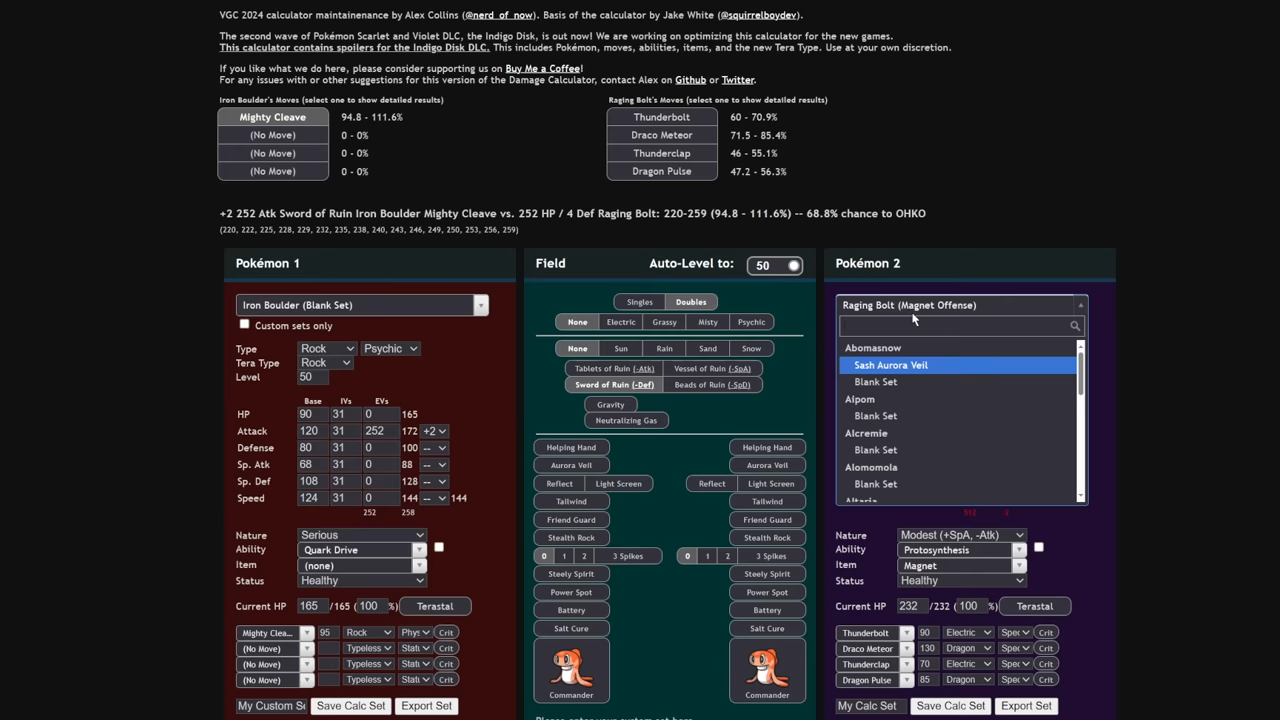 VGC 2024 calculator maintainenance by Alex Collins (@nerd_of_now). Basis of the calculator by Jake White (@squirrelboydev).
The second wave of Pokémon Scarlet and Violet DLC, the Indigo Disk, is out now! We are working on optimizing this calculator for the new games.
This calculator contains spoilers for the Indigo Disk DLC. This includes Pokémon, moves, abilities, items, and the new Tera Type. Use at your own discretion.
If you like what we do here, please consider supporting us on Buy Me a Coffee!
For any issues with or other suggestions for this version of the Damage Calculator, contact Alex on Github or Twitter.
Iron Boulder's Moves (select one to show detailed results)
Mighty Cleave 94.8 - 111.6%
(No Move) 0 - 0%
(No Move) 0 - 0%
(No Move) 0 - 0%
Raging Bolt's Moves (select one to show detailed results)
Thunderbolt 60 - 70.9%
Draco Meteor 71.5 - 85.4%
Thunderclap 46 - 55.1%
Dragon Pulse 47.2 - 56.3%
+2 252 Atk Sword of Ruin Iron Boulder Mighty Cleave vs. 252 HP / 4 Def Raging Bolt: 220-259 (94.8 - 111.6%) -- 68.8% chance to OHKO
(220, 222, 225, 228, 229, 232, 235, 238, 240, 243, 246, 249, 250, 253, 256, 259)
Pokémon 1
Iron Boulder (Blank Set)
Custom sets only
Type Rock Psychic
Tera Type Rock
Level 50
Base IVs EVs
HP 90 31 0 165
Attack 120 31 252 172 +2
Defense 80 31 0 100 --
Sp. Atk 68 31 0 88 --
Sp. Def 108 31 0 128 --
Speed 124 31 0 144 -- 144
252 258
Nature Serious
Ability Quark Drive
Item (none)
Status Healthy
Current HP 165 /165 ( 100 %) Terastal
Mighty Clea... 95 Rock Phys Crit
(No Move) Typeless Stati Crit
(No Move) Typeless Stati Crit
(No Move) Typeless Stati Crit
My Custom Se Save Calc Set Export Set
Field Auto-Level to: 50
Singles Doubles
None Electric Grassy Misty Psychic
None Sun Rain Sand Snow
Tablets of Ruin (-Atk) Vessel of Ruin (-SpA)
Sword of Ruin (-Def) Beads of Ruin (-SpD)
Gravity
Neutralizing Gas
Helping Hand Helping Hand
Aurora Veil Aurora Veil
Reflect Light Screen Reflect Light Screen
Tailwind Tailwind
Friend Guard Friend Guard
Stealth Rock Stealth Rock
0 1 2 3 Spikes 0 1 2 3 Spikes
Steely Spirit Steely Spirit
Power Spot Power Spot
Battery Battery
Salt Cure Salt Cure
Commander Commander
Pokémon 2
Raging Bolt (Magnet Offense)
Abomasnow
Sash Aurora Veil
Blank Set
Aipom
Blank Set
Alcremie
Blank Set
Alomomola
Blank Set
Altaria
Nature Modest (+SpA, -Atk)
Ability Protosynthesis
Item Magnet
Status Healthy
Current HP 232 /232 ( 100 %) Terastal
Thunderbolt 90 Electric Spec Crit
Draco Meteor 130 Dragon Spec Crit
Thunderclap 70 Electric Spec Crit
Dragon Pulse 85 Dragon Spec Crit
My Calc Set Save Calc Set Export Set